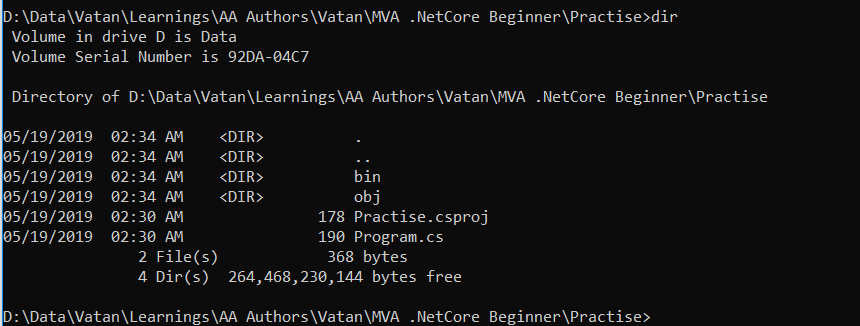 D:\Data\Vatan\Learnings\AA Authors\Vatan\MVA .NetCore Beginner\Practise>dir
 Volume in drive D is Data
 Volume Serial Number is 92DA-04C7

 Directory of D:\Data\Vatan\Learnings\AA Authors\Vatan\MVA .NetCore Beginner\Practise

05/19/2019  02:34 AM    <DIR>          .
05/19/2019  02:34 AM    <DIR>          ..
05/19/2019  02:34 AM    <DIR>          bin
05/19/2019  02:34 AM    <DIR>          obj
05/19/2019  02:30 AM               178 Practise.csproj
05/19/2019  02:30 AM               190 Program.cs
               2 File(s)            368 bytes
               4 Dir(s)  264,468,230,144 bytes free

D:\Data\Vatan\Learnings\AA Authors\Vatan\MVA .NetCore Beginner\Practise>